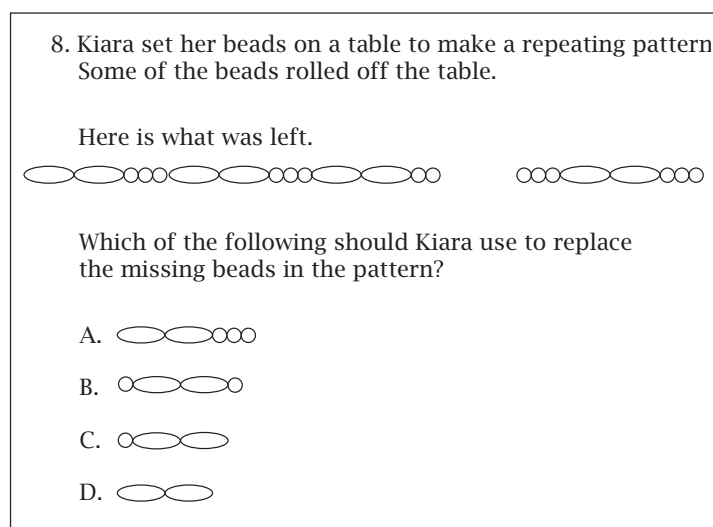 8. Kiara set her beads on a table to make a repeating pattern
Some of the beads rolled off the table.
Here is what was left.
Which of the following should Kiara use to replace
the missing beads in the pattern?
A.
B.
C.
D.